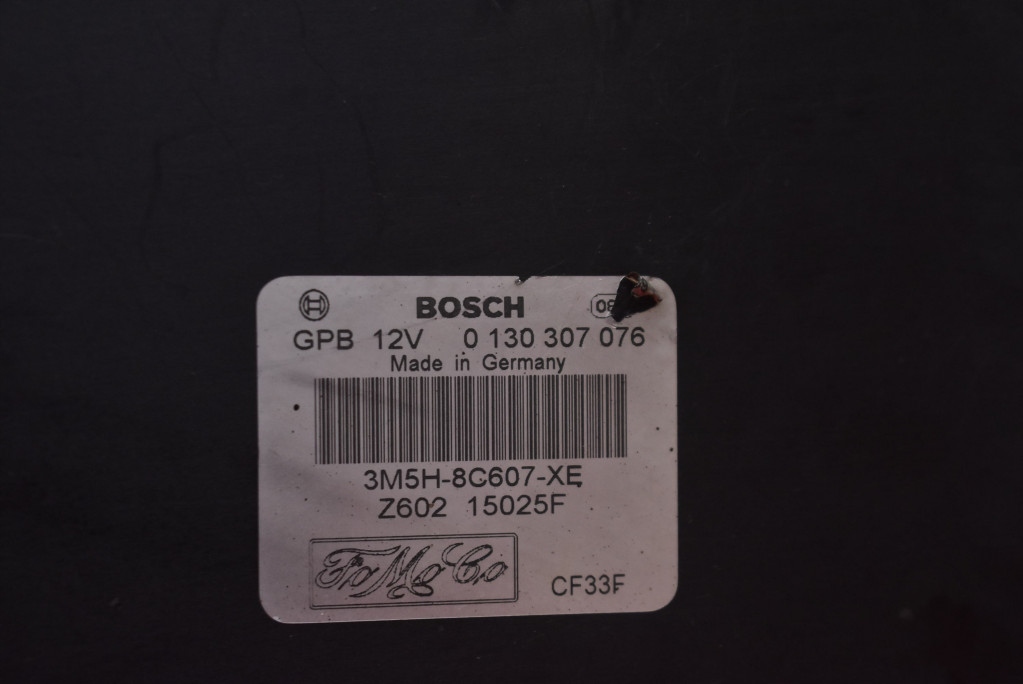 BOSCH
GPB 12V 0 130 307 076
Made in Germany
3M5H-8C607-XE
Z602 15025F
FoMoCo
CF33F